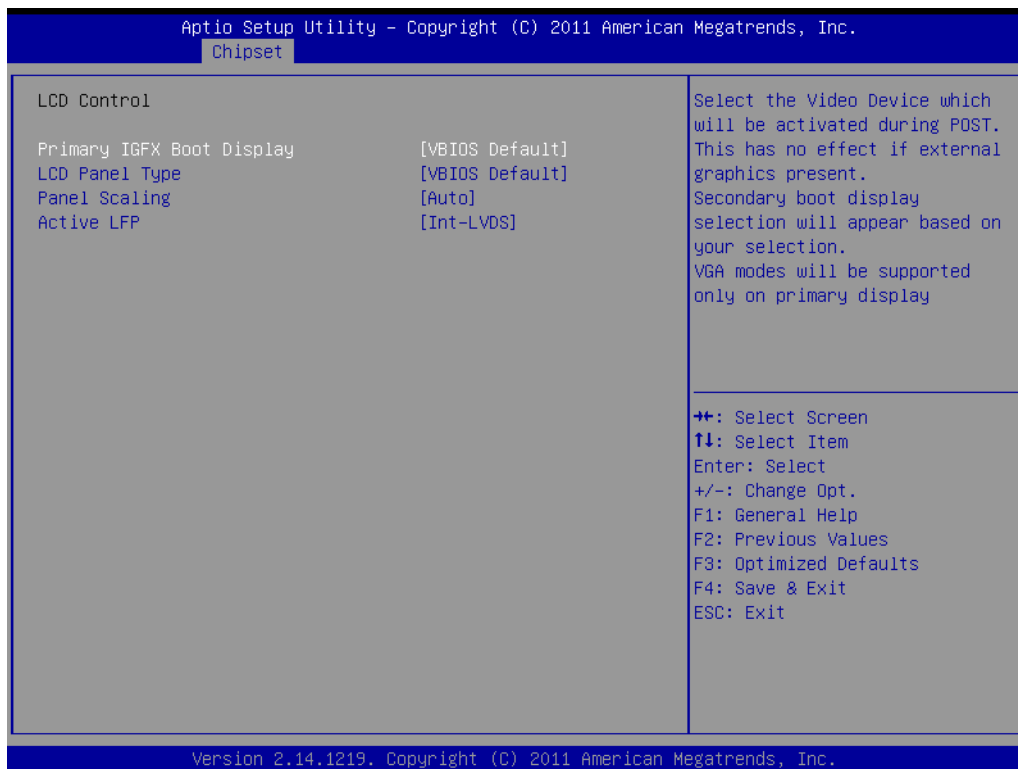 Aptio Setup Utility – Copyright (C) 2011 American Megatrends, Inc.
Chipset
LCD Control
Primary IGFX Boot Display [VBIOS Default]
LCD Panel Type [VBIOS Default]
Panel Scaling [Auto]
Active LFP [Int-LVDS]
Select the Video Device which
will be activated during POST.
This has no effect if external
graphics present.
Secondary boot display
selection will appear based on
your selection.
VGA modes will be supported
only on primary display
→←: Select Screen
↑↓: Select Item
Enter: Select
+/-: Change Opt.
F1: General Help
F2: Previous Values
F3: Optimized Defaults
F4: Save & Exit
ESC: Exit
Version 2.14.1219. Copyright (C) 2011 American Megatrends, Inc.